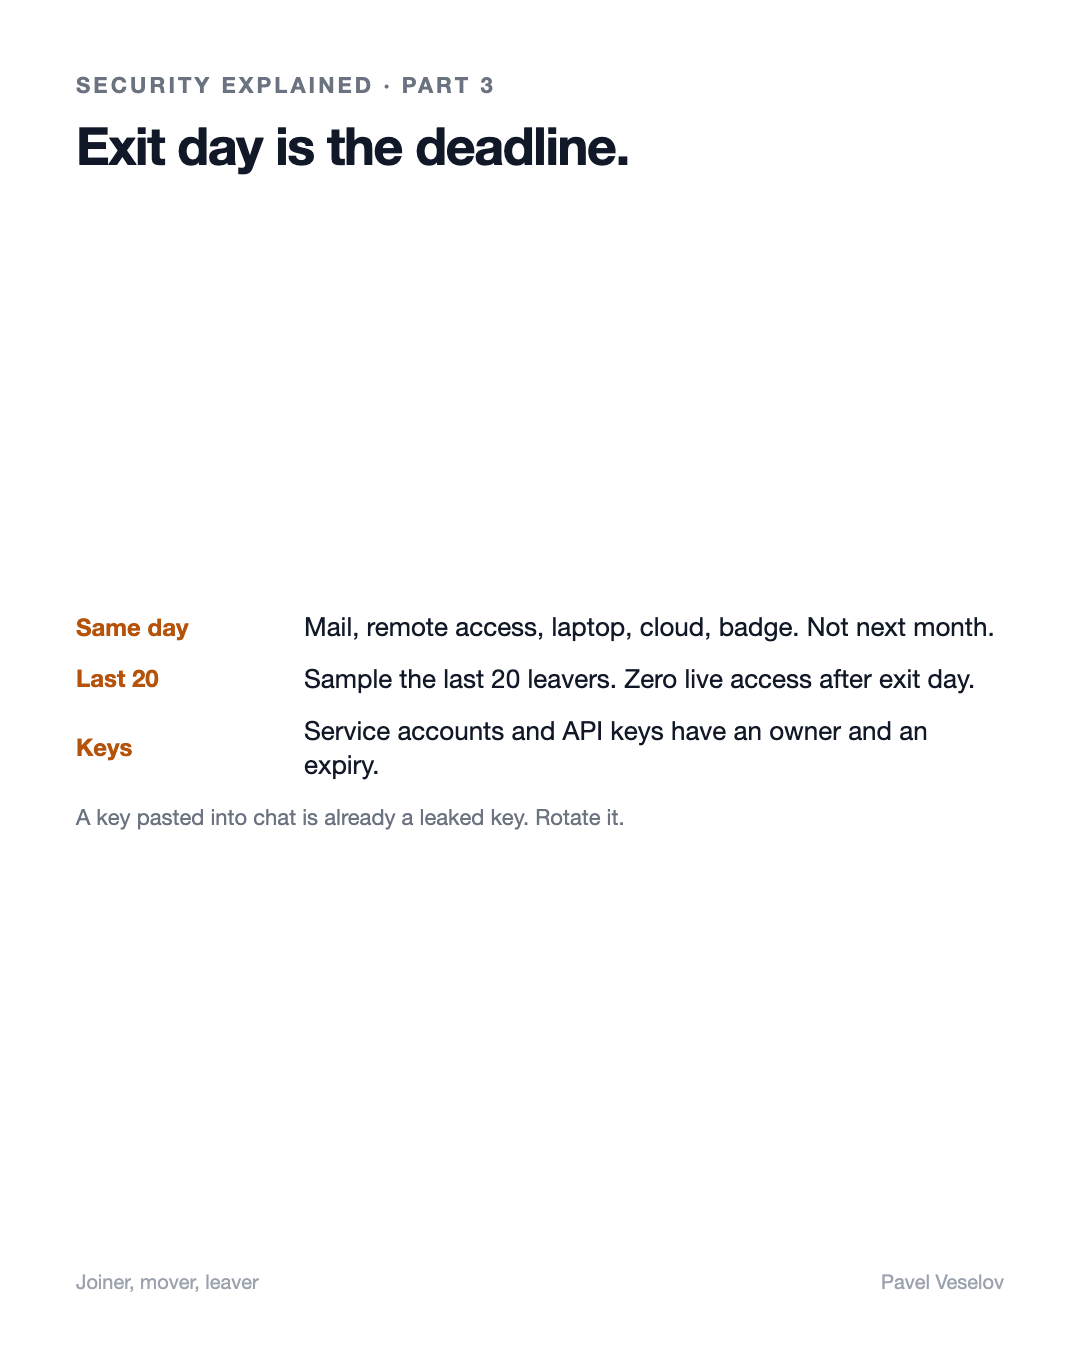 SECURITY EXPLAINED · PART 3
Exit day is the deadline.
Same day
Mail, remote access, laptop, cloud, badge. Not next month.
Last 20
Sample the last 20 leavers. Zero live access after exit day.
Keys
Service accounts and API keys have an owner and an
expiry.
A key pasted into chat is already a leaked key. Rotate it.
Joiner, mover, leaver
Pavel Veselov